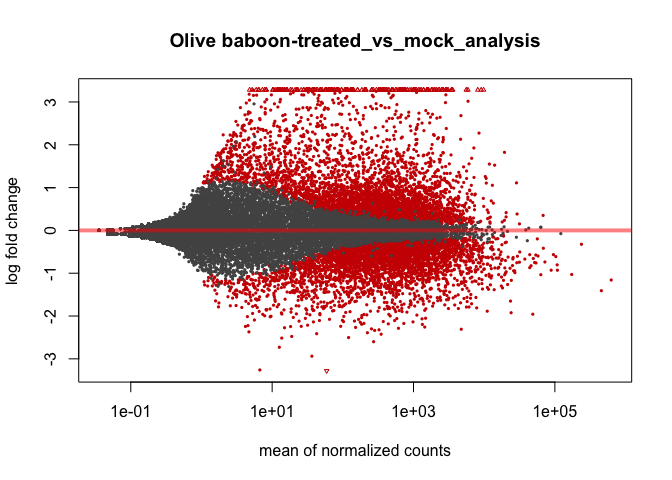 Olive baboon-treated_vs_mock_analysis
log fold change
3
2
1
0
-1
-2
-3
1e-01 1e+01 1e+03 1e+05
mean of normalized counts